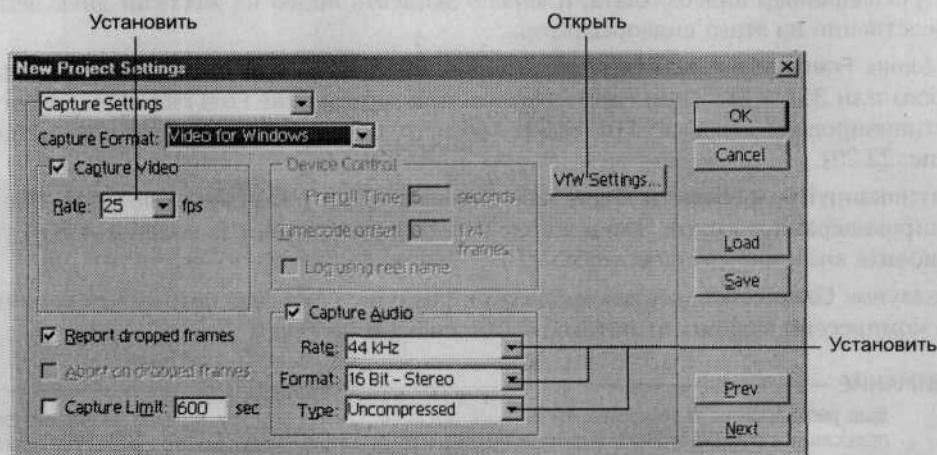 Установить
Открыть
New Project Settings
Capture Settings
OK
Capture Format: Video for Windows
Cancel
Capture Video
Device Control
VfW Settings...
Rate: 25 fps
Preroll Time: 5 seconds
Timecode offset: 0 1/4 frames
Load
Log using reel name
Save
Capture Audio
Report dropped frames
Rate: 44 kHz
Установить
Abort on dropped frames
Format: 16 Bit - Stereo
Prev
Capture Limit: 600 sec
Type: Uncompressed
Next